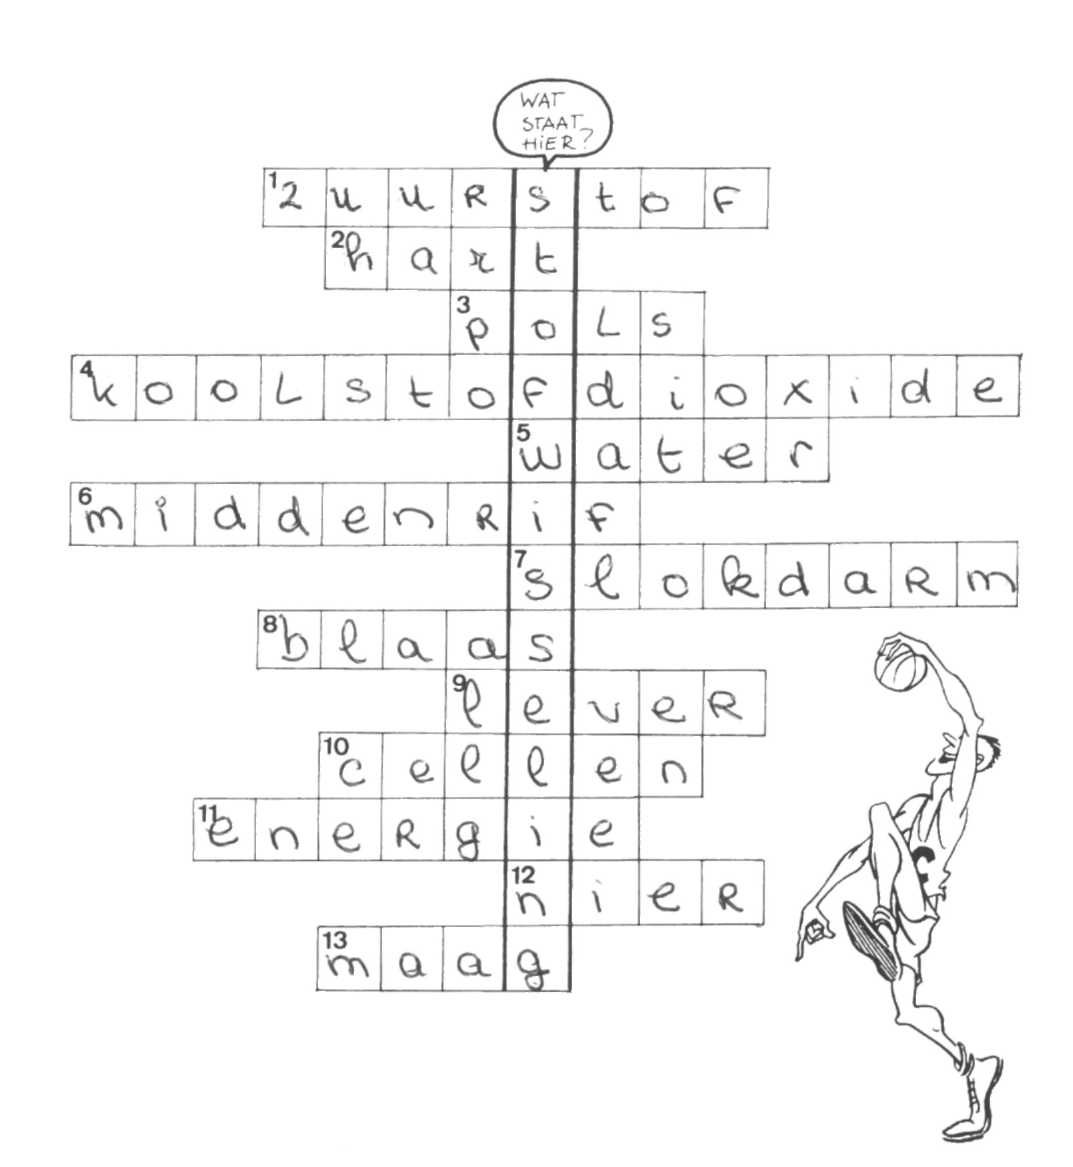 WAT
STAAT
HiER?
1 zuuRstof
2 hart
3 poLs
4 kooLstofdioxide
5 water
6 middenRif
7 slokdaRm
8 blaas
9 leveR
10 cellen
11 eneRgie
12 nieR
13 maag
C